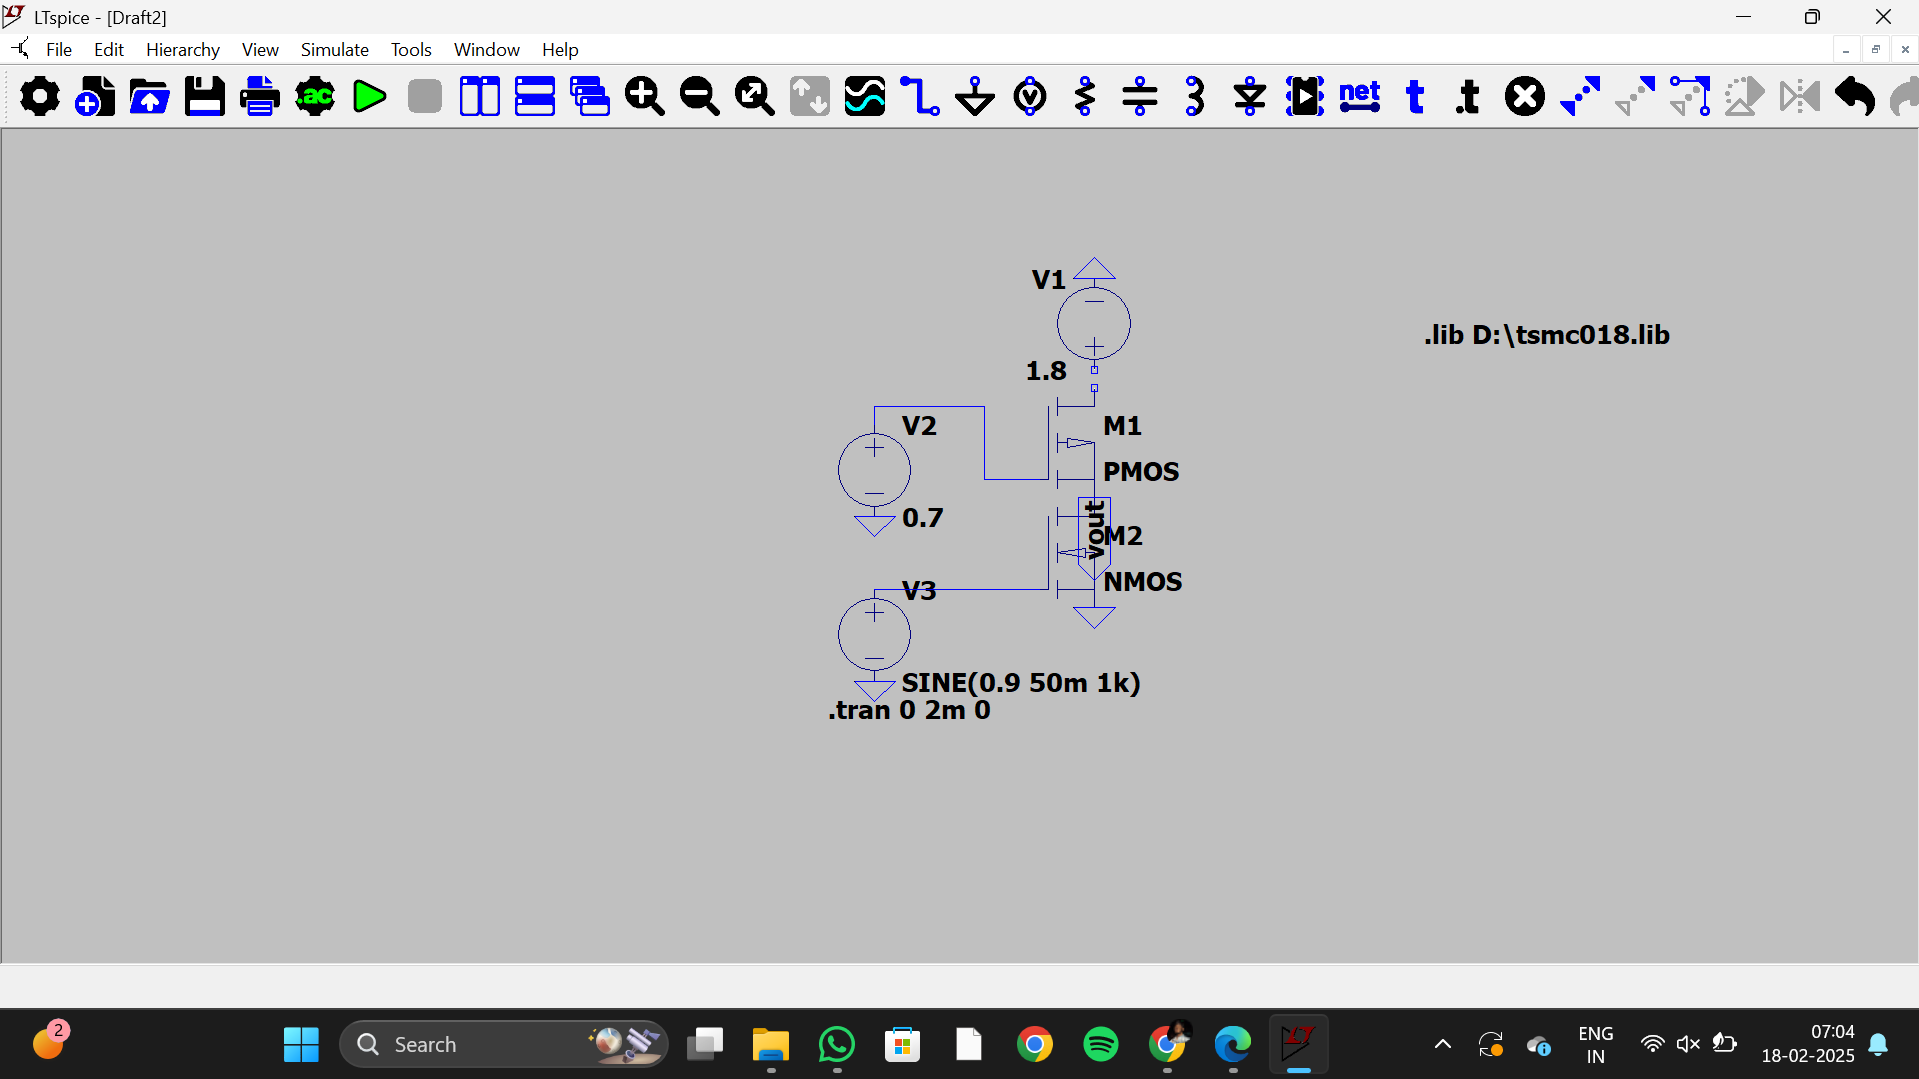 LTspice - [Draft2]
File Edit Hierarchy View Simulate Tools Window Help
.ac
net
t
.t
V1
1.8
.lib D:\tsmc018.lib
V2
0.7
M1
PMOS
vout
M2
NMOS
V3
SINE(0.9 50m 1k)
.tran 0 2m 0
2
Search
ENG
IN
07:04
18-02-2025